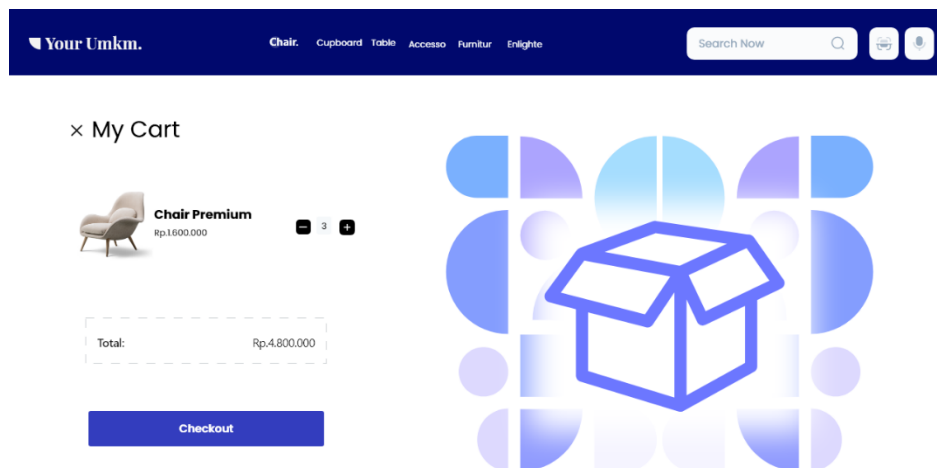 Your Umkm.
Chair. Cupboard Table Accesso Furnitur Enlighte
Search Now
My Cart
Chair Premium
Rp.1.600.000
3
Total: Rp.4.800.000
Checkout